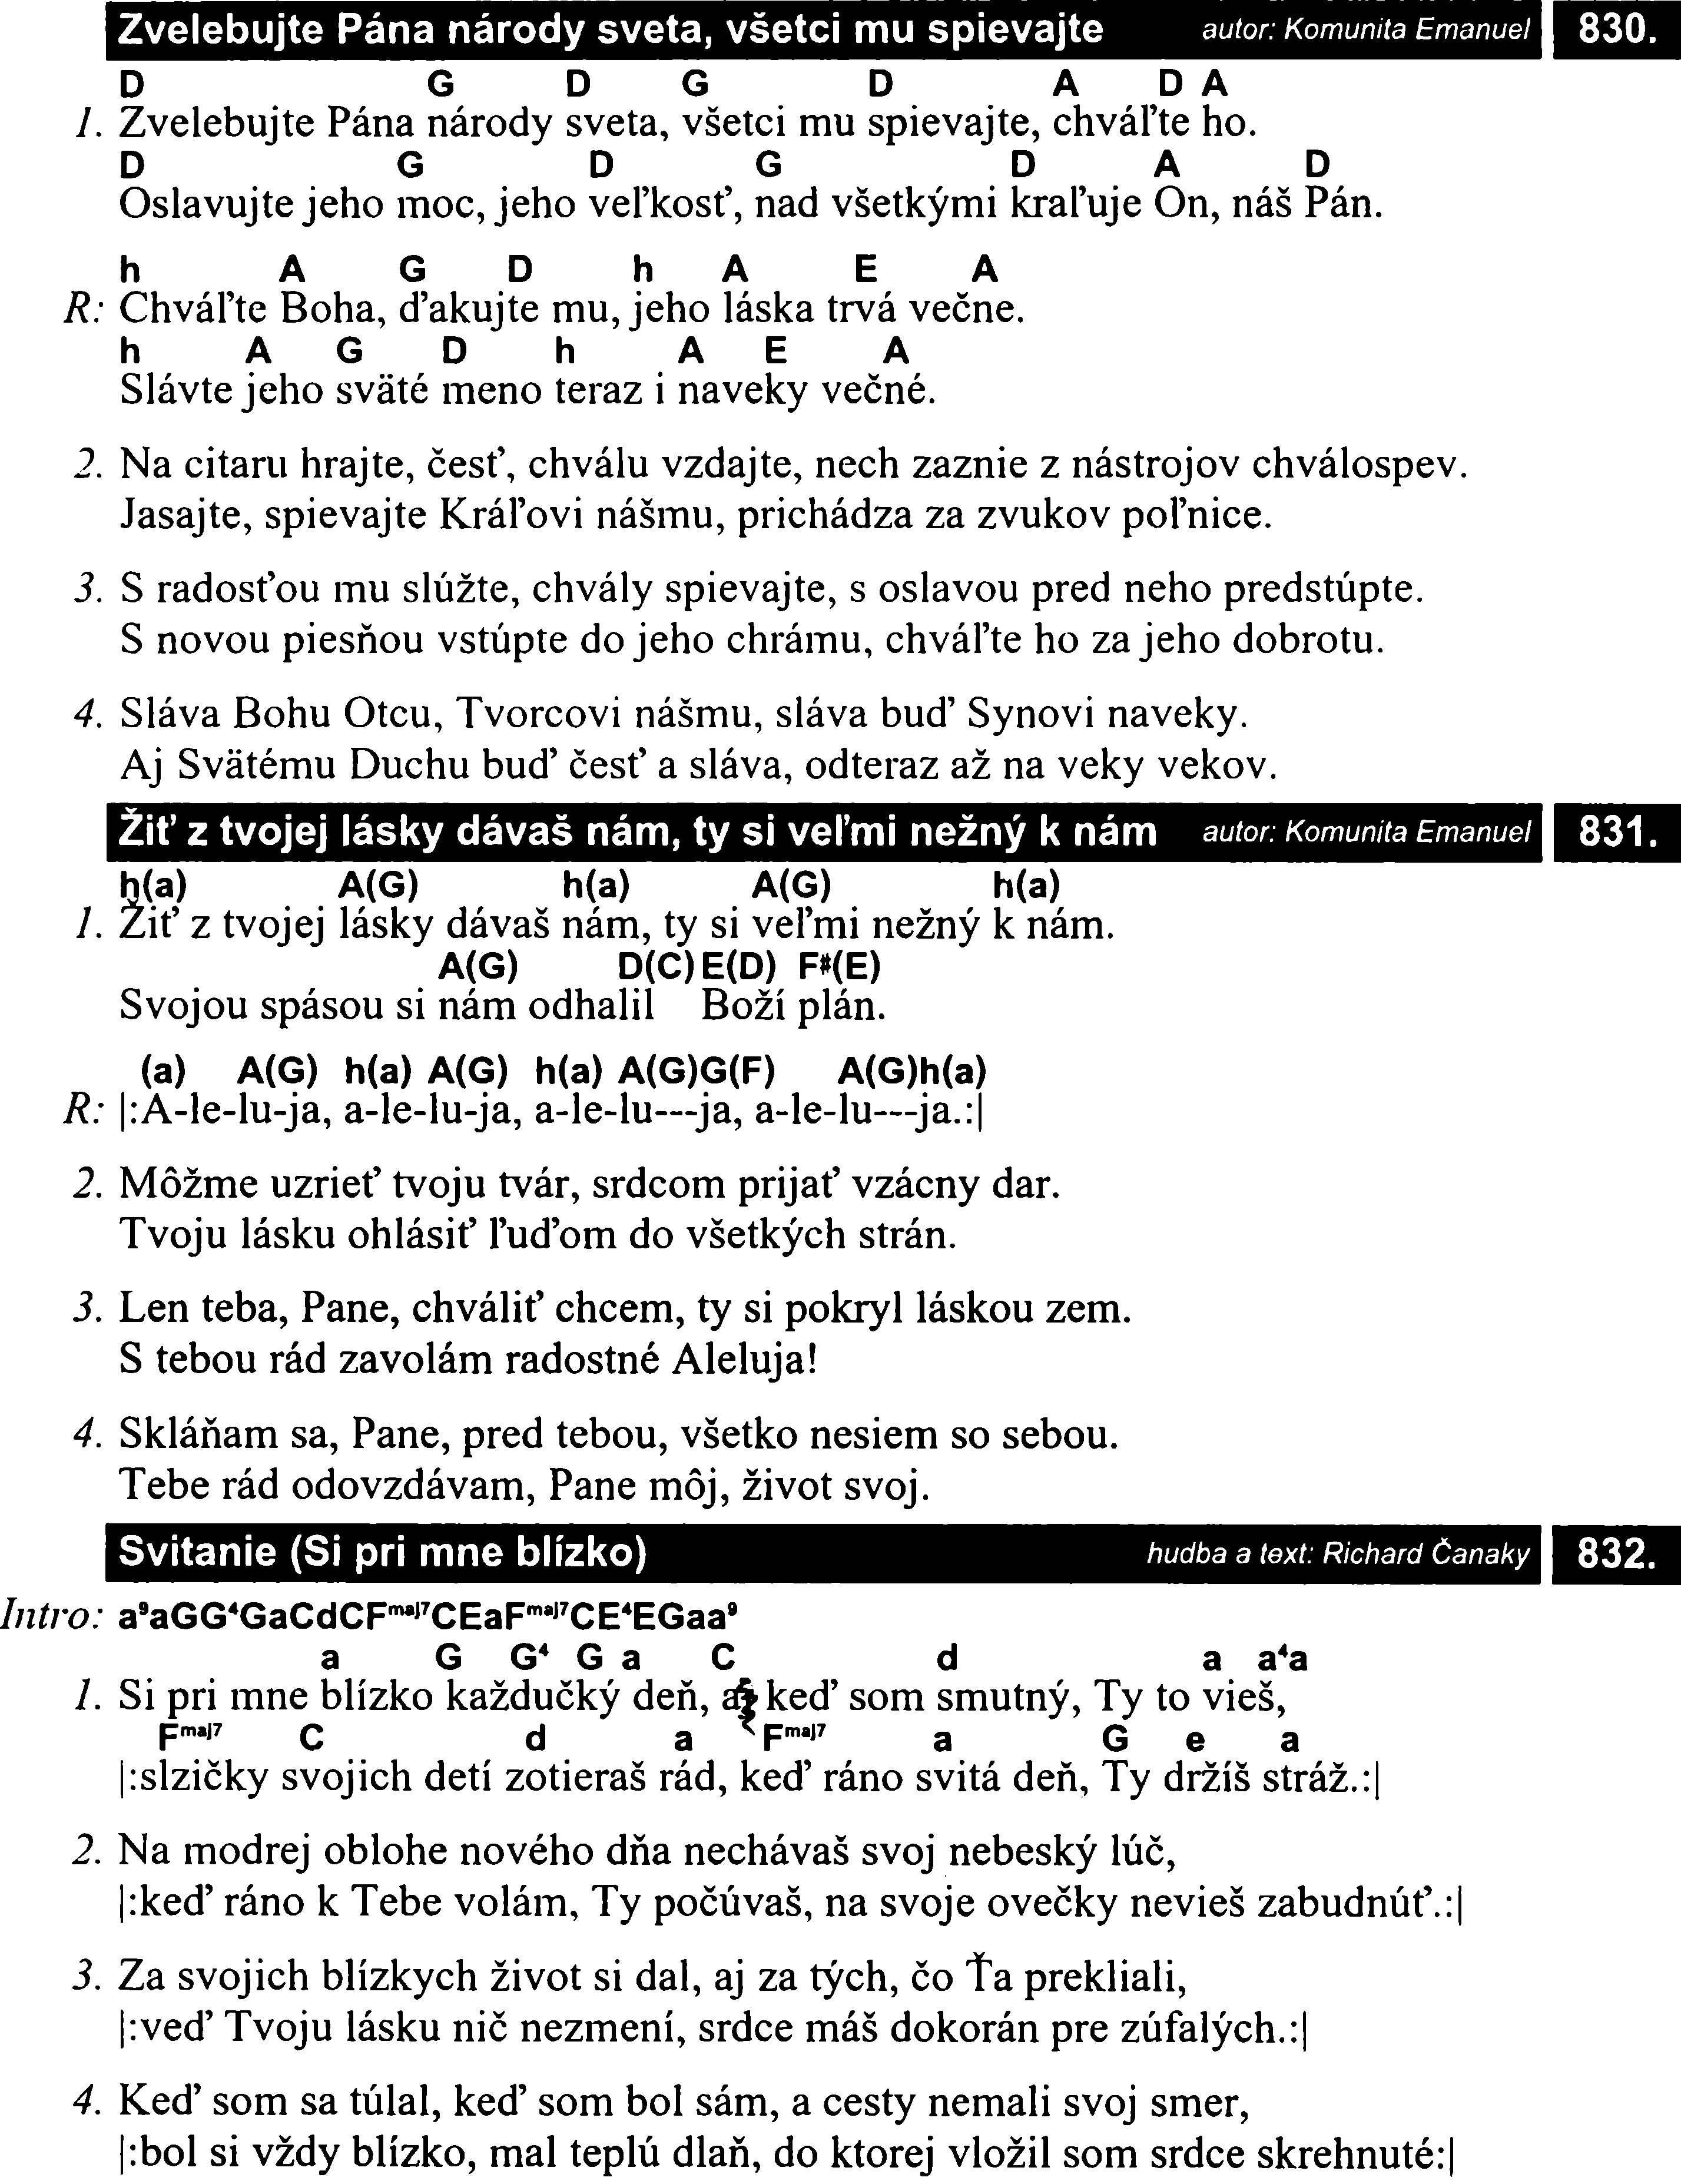 Zvelebujte Pána národy sveta, všetci mu spievajte autor: Komunita Emanuel 830.
D G D G D A D A
1. Zvelebujte Pána národy sveta, všetci mu spievajte, chváľte ho.
D G D G D A D
Oslavujte jeho moc, jeho veľkosť, nad všetkými kraľuje On, náš Pán.
h A G D h A E A
R: Chváľte Boha, ďakujte mu, jeho láska trvá večne.
h A G D h A E A
Slávte jeho sväté meno teraz i naveky večné.
2. Na citaru hrajte, česť, chválu vzdajte, nech zaznie z nástrojov chválospev.
Jasajte, spievajte Kráľovi nášmu, prichádza za zvukov poľnice.
3. S radosťou mu slúžte, chvály spievajte, s oslavou pred neho predstúpte.
S novou piesňou vstúpte do jeho chrámu, chváľte ho za jeho dobrotu.
4. Sláva Bohu Otcu, Tvorcovi nášmu, sláva buď Synovi naveky.
Aj Svätému Duchu buď česť a sláva, odteraz až na veky vekov.
Žiť z tvojej lásky dávaš nám, ty si veľmi nežný k nám autor: Komunita Emanuel 831.
h(a) A(G) h(a) A(G) h(a)
1. Žiť z tvojej lásky dávaš nám, ty si veľmi nežný k nám.
A(G) D(C) E(D) F#(E)
Svojou spásou si nám odhalil Boží plán.
(a) A(G) h(a) A(G) h(a) A(G)G(F) A(G)h(a)
R: |:A-le-lu-ja, a-le-lu-ja, a-le-lu---ja, a-le-lu---ja.:|
2. Môžme uzrieť tvoju tvár, srdcom prijať vzácny dar.
Tvoju lásku ohlásiť ľuďom do všetkých strán.
3. Len teba, Pane, chváliť chcem, ty si pokryl láskou zem.
S tebou rád zavolám radostné Aleluja!
4. Skláňam sa, Pane, pred tebou, všetko nesiem so sebou.
Tebe rád odovzdávam, Pane môj, život svoj.
Svitanie (Si pri mne blízko) hudba a text: Richard Čanaky 832.
Intro: a⁹aGG⁴GaCdCFᵐᵃʲ⁷CEaFᵐᵃʲ⁷CE⁴EGaa⁹
a G G⁴ G a C d a a⁴a
1. Si pri mne blízko každučký deň, keď som smutný, Ty to vieš,
Fᵐᵃʲ⁷ C d a Fᵐᵃʲ⁷ a G e a
|:slzičky svojich detí zotieraš rád, keď ráno svitá deň, Ty držíš stráž.:|
2. Na modrej oblohe nového dňa nechávaš svoj nebeský lúč,
|:keď ráno k Tebe volám, Ty počúvaš, na svoje ovečky nevieš zabudnúť.:|
3. Za svojich blízkych život si dal, aj za tých, čo Ťa prekliali,
|:veď Tvoju lásku nič nezmení, srdce máš dokorán pre zúfalých.:|
4. Keď som sa túlal, keď som bol sám, a cesty nemali svoj smer,
|:bol si vždy blízko, mal teplú dlaň, do ktorej vložil som srdce skrehnuté:|